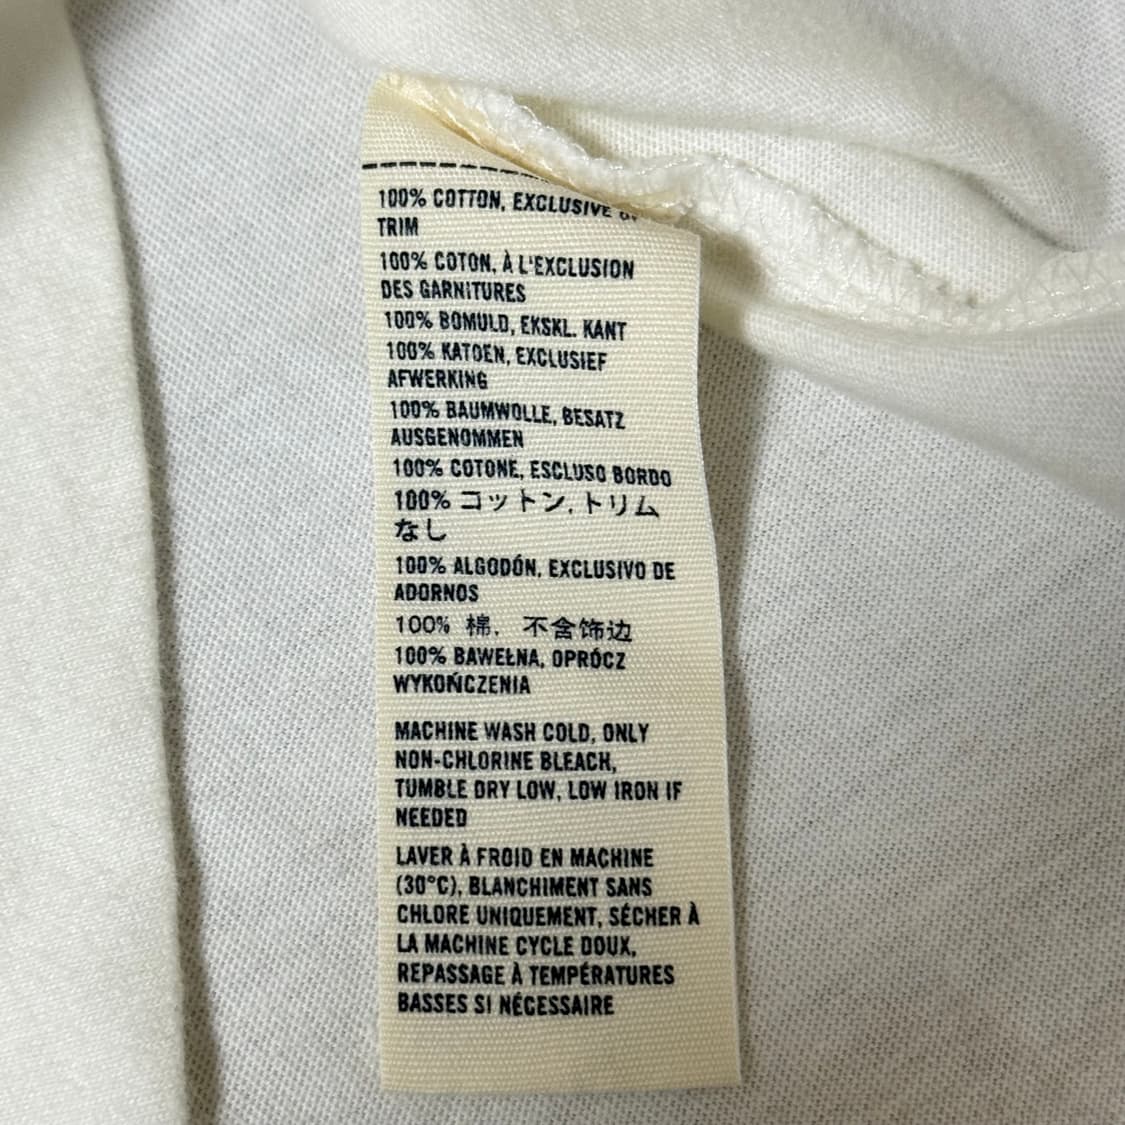 100% COTTON, EXCLUSIVE OF
TRIM
100% COTON, À L'EXCLUSION
DES GARNITURES
100% BOMULD, EKSKL. KANT
100% KATOEN, EXCLUSIEF
AFWERKING
100% BAUMWOLLE, BESATZ
AUSGENOMMEN
100% COTONE, ESCLUSO BORDO
100% コットン, トリム
なし
100% ALGODÓN, EXCLUSIVO DE
ADORNOS
100% 棉, 不含饰边
100% BAWEŁNA, OPRÓCZ
WYKOŃCZENIA
MACHINE WASH COLD, ONLY
NON-CHLORINE BLEACH,
TUMBLE DRY LOW, LOW IRON IF
NEEDED
LAVER À FROID EN MACHINE
(30°C), BLANCHIMENT SANS
CHLORE UNIQUEMENT, SÉCHER À
LA MACHINE CYCLE DOUX,
REPASSAGE À TEMPÉRATURES
BASSES SI NÉCESSAIRE